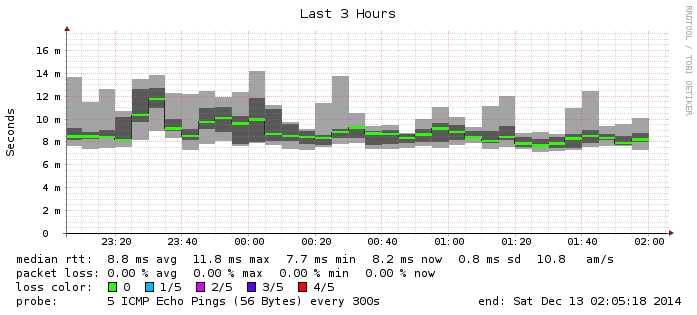 Last 3 Hours
RRDTOOL / TOBI OETIKER
Seconds
16 m
14 m
12 m
10 m
8 m
6 m
4 m
2 m
0
23:20 23:40 00:00 00:20 00:40 01:00 01:20 01:40 02:00
median rtt: 8.8 ms avg 11.8 ms max 7.7 ms min 8.2 ms now 0.8 ms sd 10.8 am/s
packet loss: 0.00 % avg 0.00 % max 0.00 % min 0.00 % now
loss color: 0 1/5 2/5 3/5 4/5
probe: 5 ICMP Echo Pings (56 Bytes) every 300s end: Sat Dec 13 02:05:18 2014